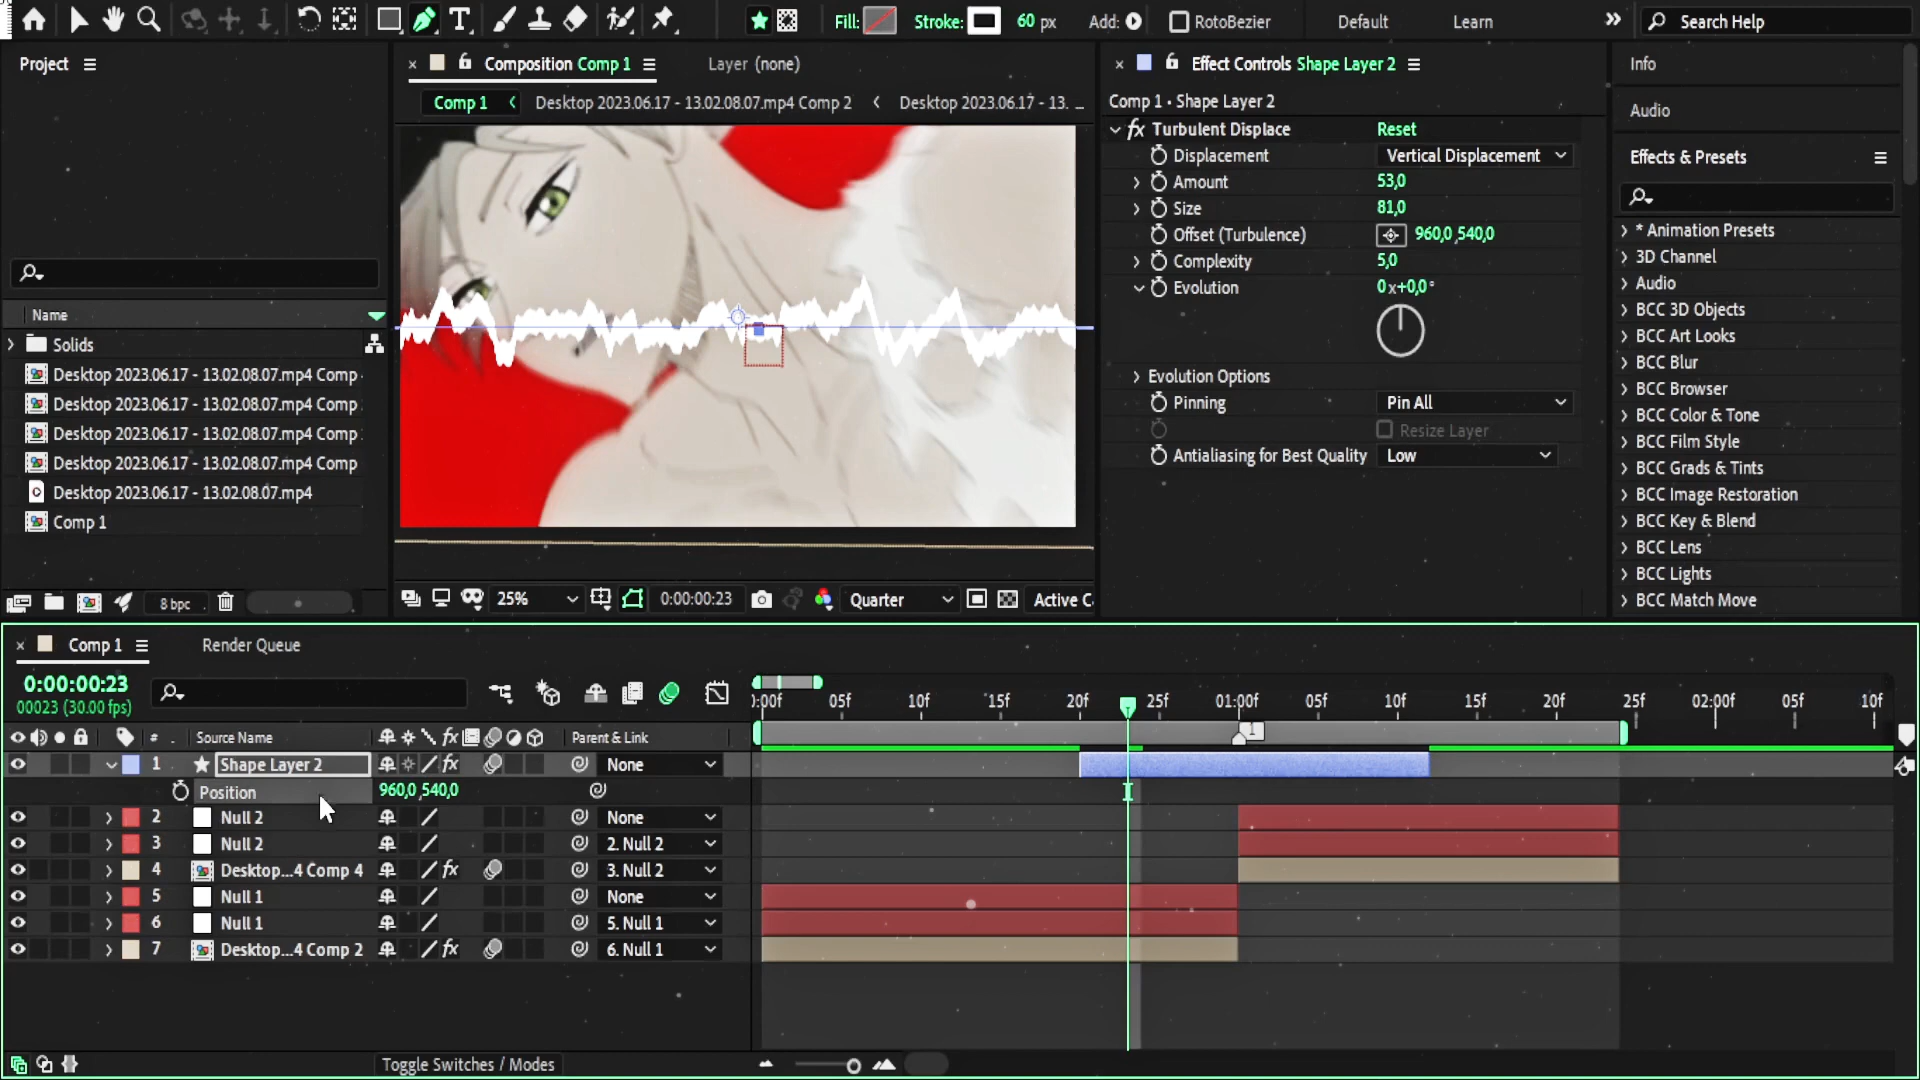 Fill:
Stroke:
60 px
Add:
RotoBezier
Default
Learn
Search Help
Project
Composition Comp 1
Layer (none)
Comp 1
Desktop 2023.06.17 - 13.02.08.07.mp4 Comp 2
Desktop 2023.06.17 - 13. ...
Name
Solids
Desktop 2023.06.17 - 13.02.08.07.mp4 Comp
Desktop 2023.06.17 - 13.02.08.07.mp4 Comp
Desktop 2023.06.17 - 13.02.08.07.mp4 Comp
Desktop 2023.06.17 - 13.02.08.07.mp4 Comp
Desktop 2023.06.17 - 13.02.08.07.mp4
Comp 1
8 bpc
25%
0:00:00:23
Quarter
Active C
Effect Controls Shape Layer 2
Comp 1 • Shape Layer 2
fx Turbulent Displace Reset
Displacement Vertical Displacement
Amount 53,0
Size 81,0
Offset (Turbulence) 960,0 ,540,0
Complexity 5,0
Evolution 0 x+0,0°
Evolution Options
Pinning Pin All
Resize Layer
Antialiasing for Best Quality Low
Info
Audio
Effects & Presets
* Animation Presets
3D Channel
Audio
BCC 3D Objects
BCC Art Looks
BCC Blur
BCC Browser
BCC Color & Tone
BCC Film Style
BCC Grads & Tints
BCC Image Restoration
BCC Key & Blend
BCC Lens
BCC Lights
BCC Match Move
Comp 1
Render Queue
0:00:00:23
00023 (30.00 fps)
):00f 05f 10f 15f 20f 25f 01:00f 05f 10f 15f 20f 25f 02:00f 05f 10f
# . Source Name fx Parent & Link
1
1 Shape Layer 2 fx None
Position 960,0 ,540,0
2 Null 2 None
3 Null 2 2. Null 2
4 Desktop...4 Comp 4 fx 3. Null 2
5 Null 1 None
6 Null 1 5. Null 1
7 Desktop...4 Comp 2 fx 6. Null 1
Toggle Switches / Modes